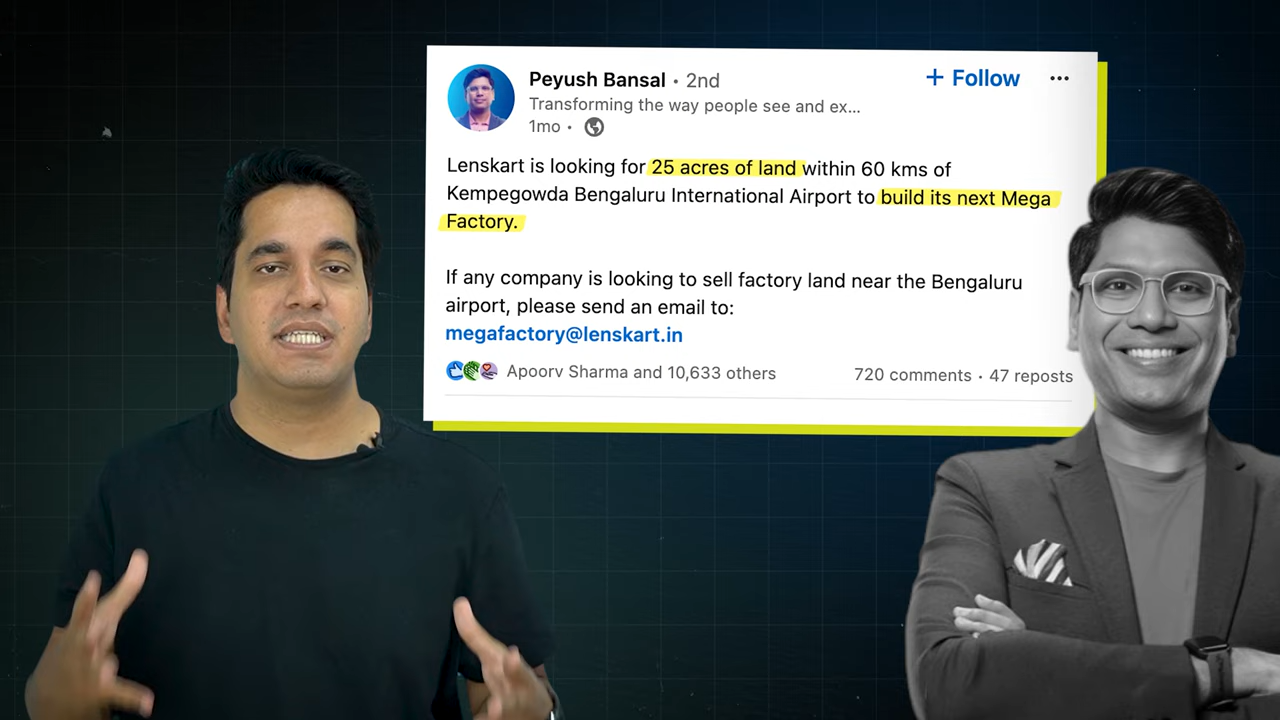 Peyush Bansal • 2nd
+ Follow
Transforming the way people see and ex...
1mo •
Lenskart is looking for 25 acres of land within 60 kms of
Kempegowda Bengaluru International Airport to build its next Mega
Factory.
If any company is looking to sell factory land near the Bengaluru
airport, please send an email to:
megafactory@lenskart.in
Apoorv Sharma and 10,633 others
720 comments • 47 reposts